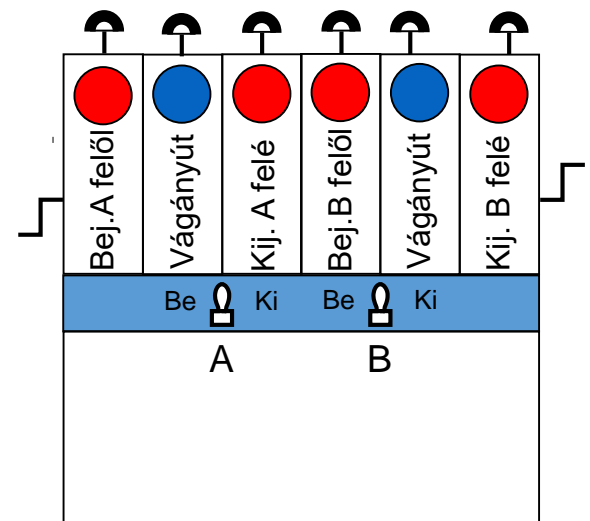 Bej.A felől
Vágányút
Kij. A felé
Bej.B felől
Vágányút
Kij. B felé
Be Ki Be Ki
A B